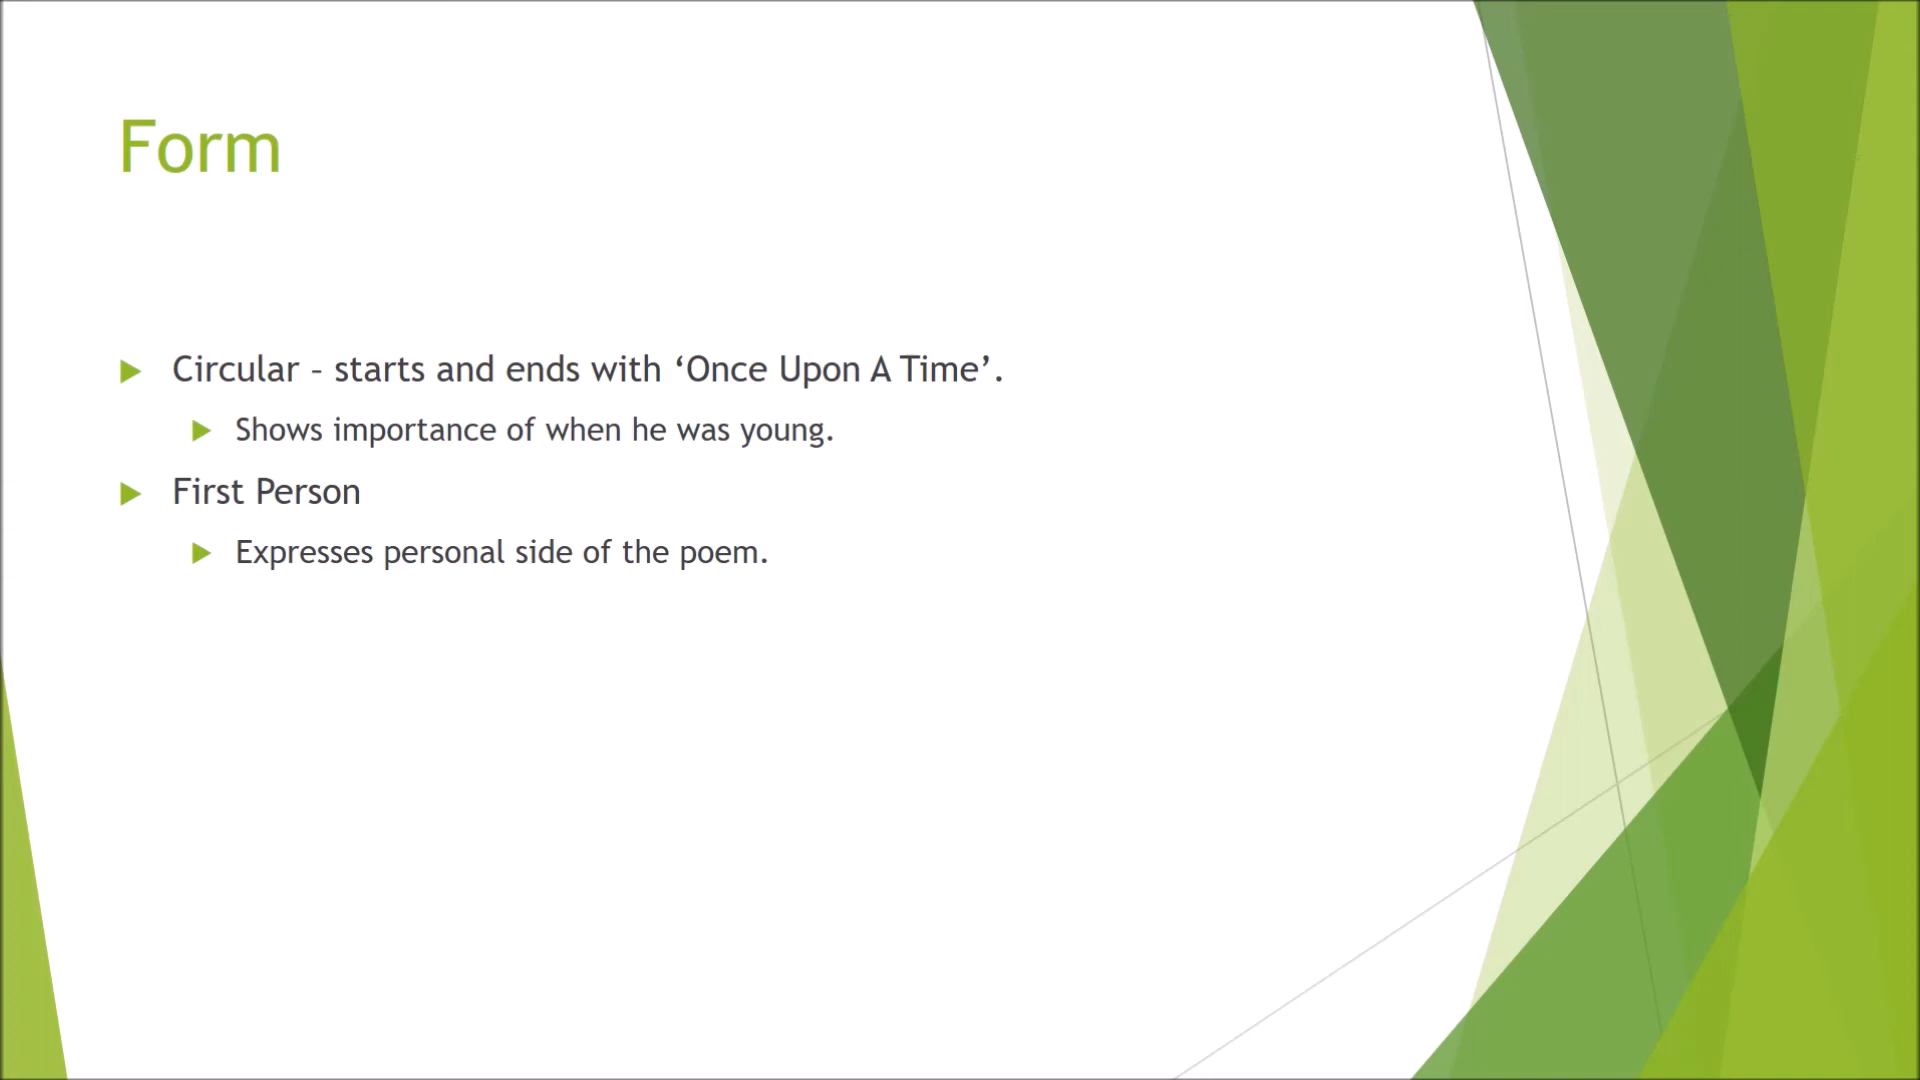 Form
Circular – starts and ends with ‘Once Upon A Time’.
Shows importance of when he was young.
First Person
Expresses personal side of the poem.